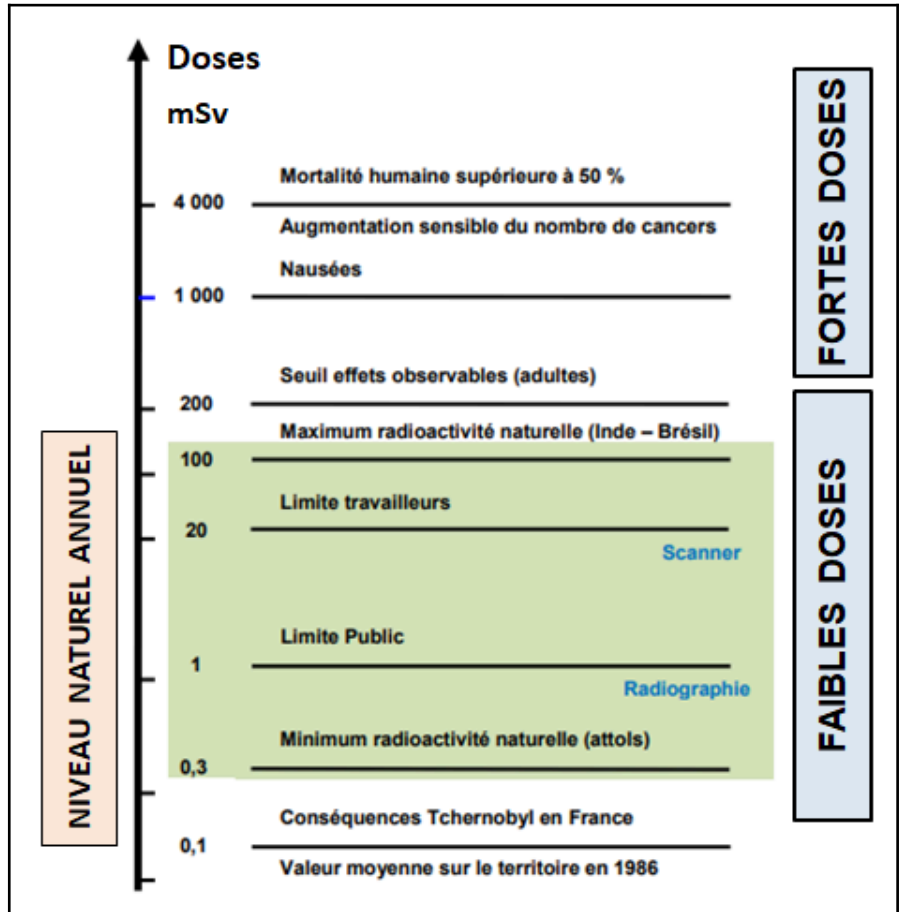 Doses
mSv
Mortalité humaine supérieure à 50 %
4 000
Augmentation sensible du nombre de cancers
Nausées
1 000
Seuil effets observables (adultes)
200
Maximum radioactivité naturelle (Inde – Brésil)
100
Limite travailleurs
20
Scanner
Limite Public
1
Radiographie
Minimum radioactivité naturelle (attols)
0,3
Conséquences Tchernobyl en France
0,1
Valeur moyenne sur le territoire en 1986
NIVEAU NATUREL ANNUEL
FORTES DOSES
FAIBLES DOSES